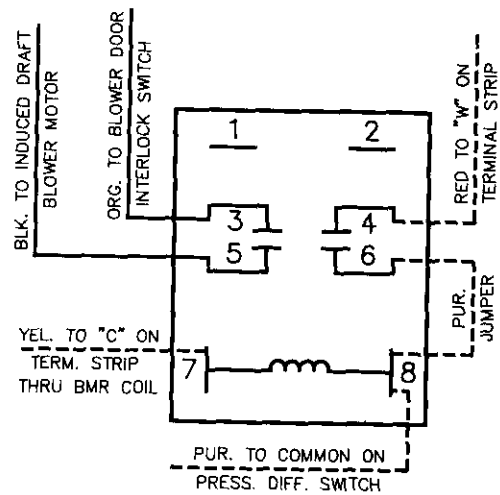 BLK. TO INDUCED DRAFT
BLOWER MOTOR
ORG. TO BLOWER DOOR
INTERLOCK SWITCH
RED TO "W" ON
TERMINAL STRIP
1
2
3
4
5
6
PUR.
JUMPER
YEL. TO "C" ON
TERM. STRIP
THRU BMR COIL
7
8
PUR. TO COMMON ON
PRESS. DIFF. SWITCH